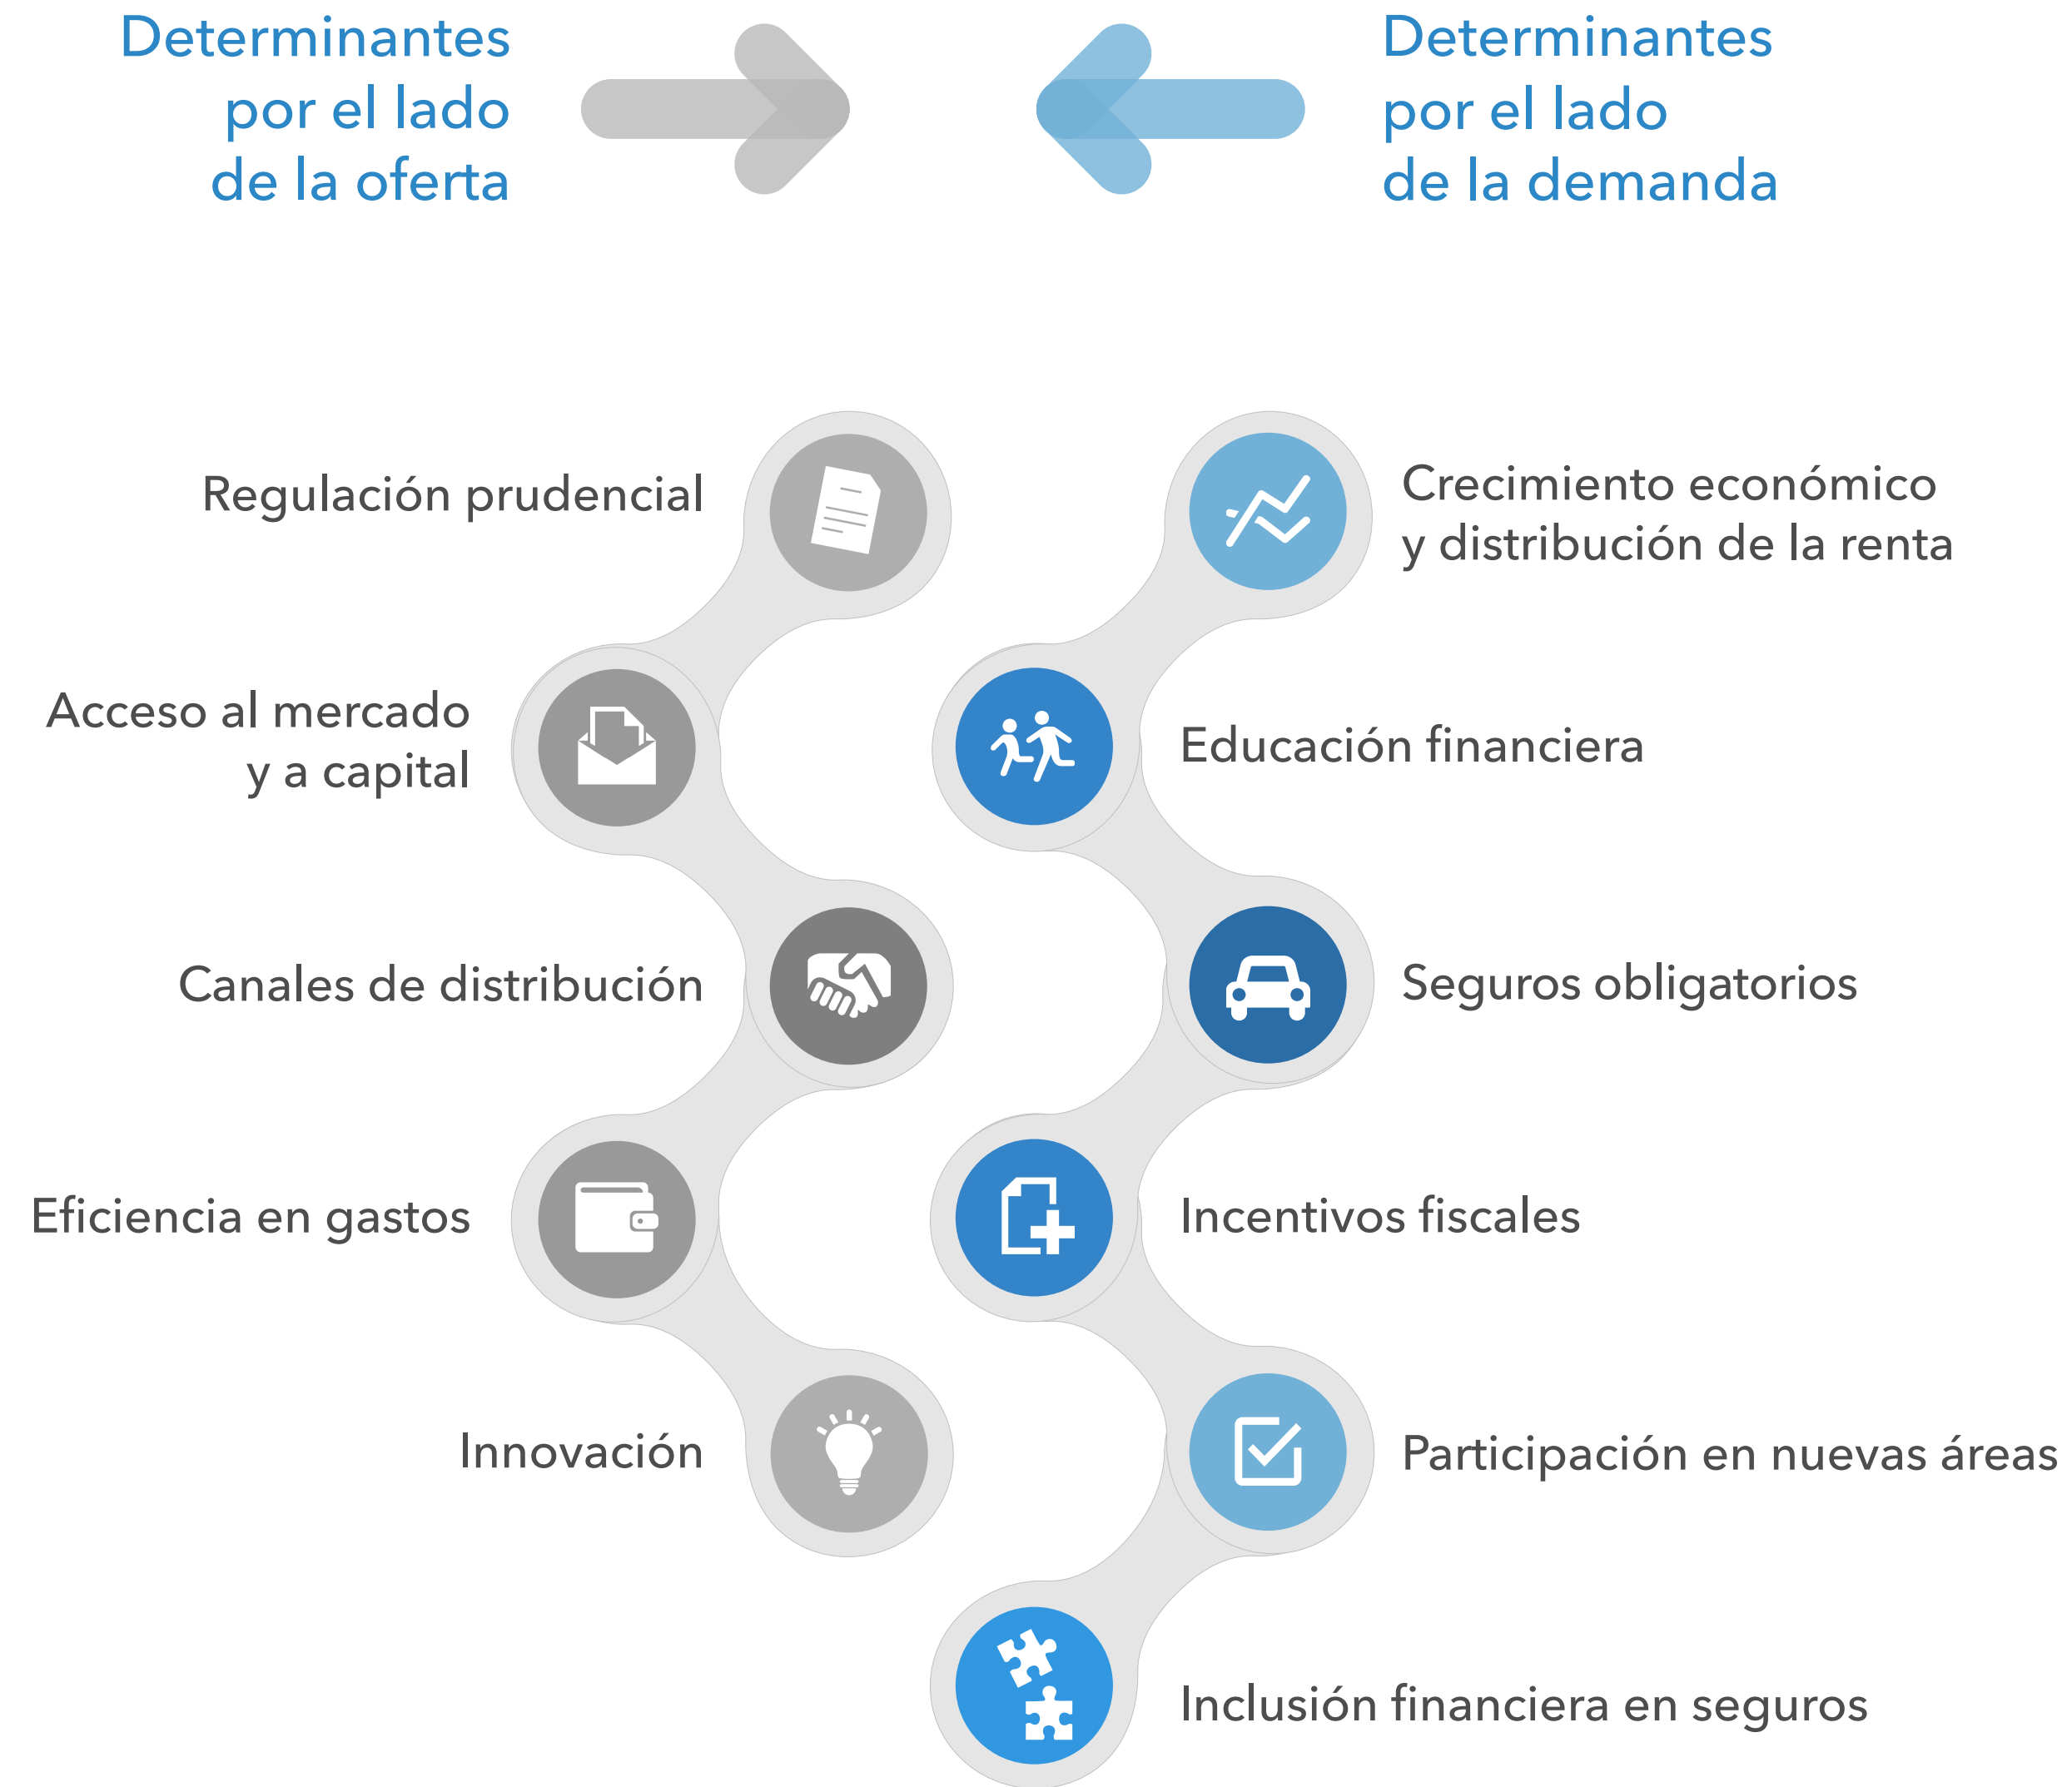 Determinantes
por el lado
de la oferta
Determinantes
por el lado
de la demanda
Regulación prudencial
Acceso al mercado
y a capital
Canales de distribución
Eficiencia en gastos
Innovación
Crecimiento económico
y distribución de la renta
Educación financiera
Seguros obligatorios
Incentivos fiscales
Participación en nuevas áreas
Inclusión financiera en seguros